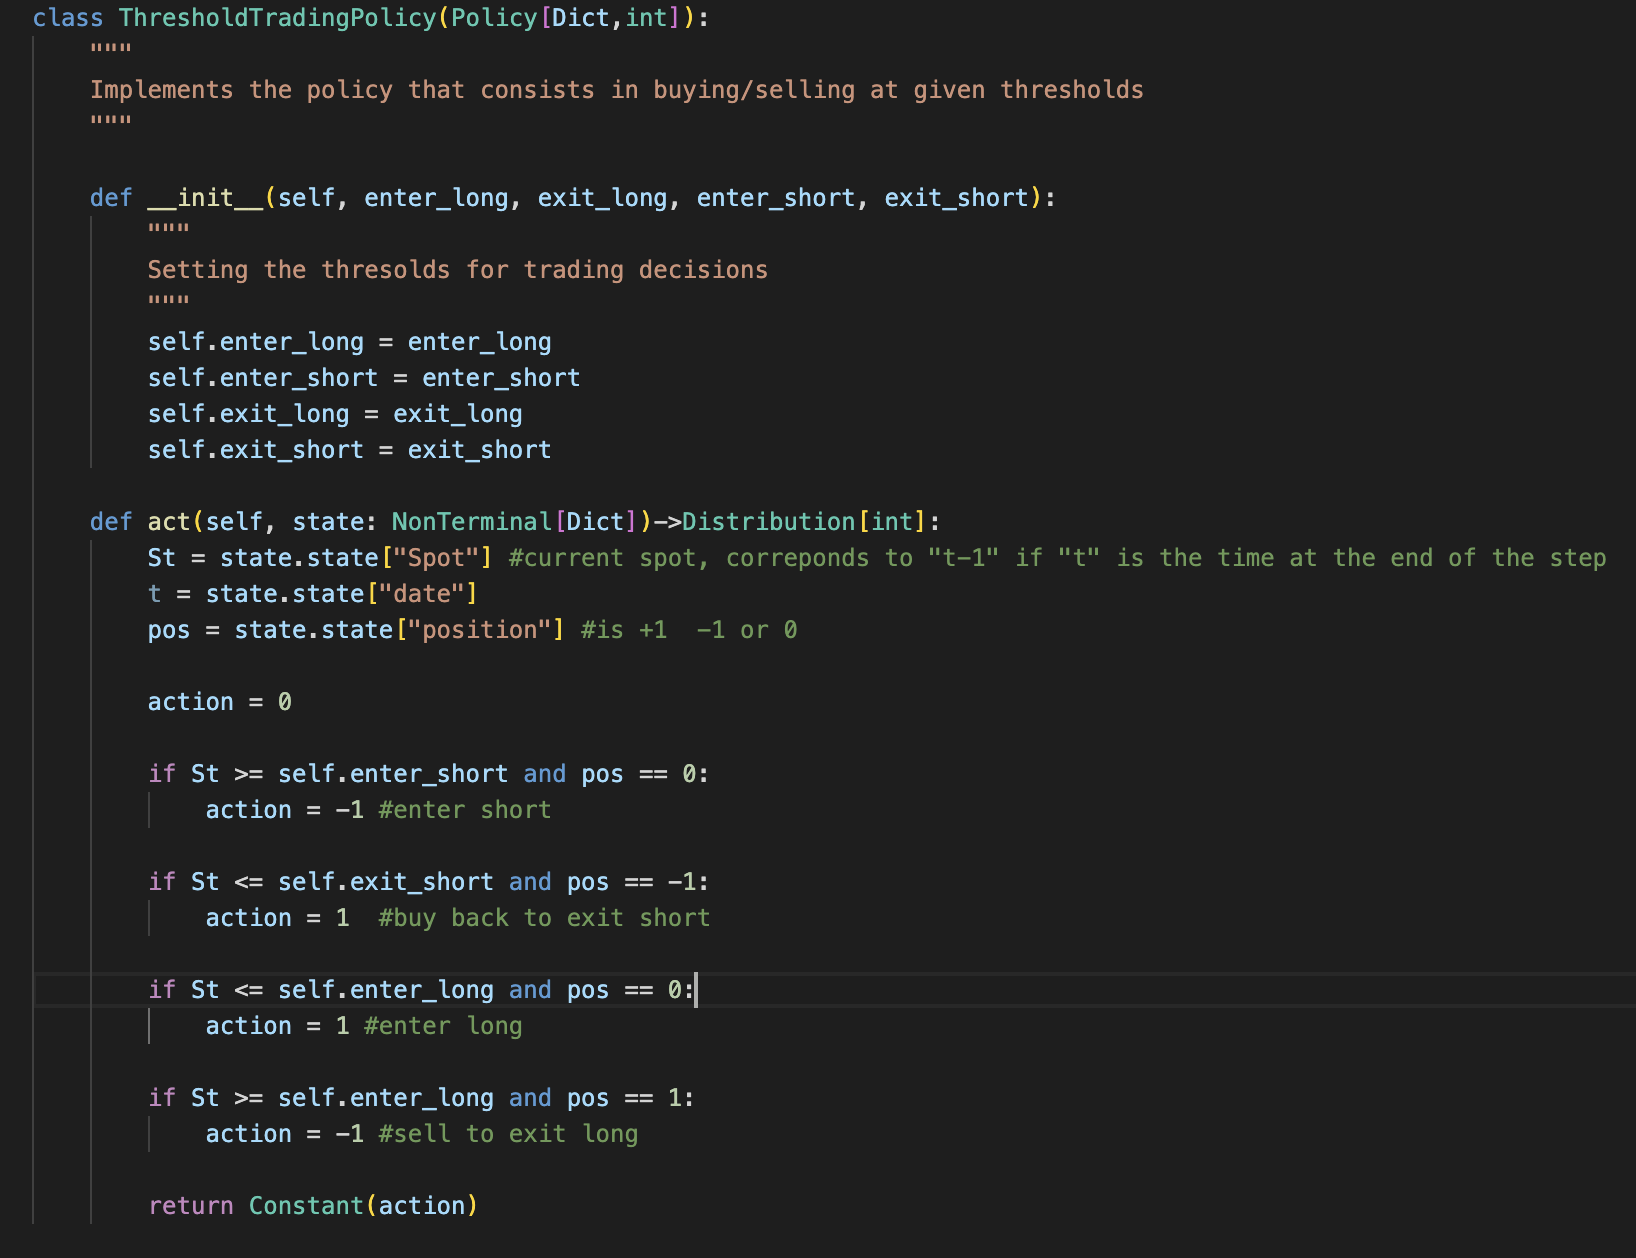 class ThresholdTradingPolicy(Policy[Dict,int]):
    """
    Implements the policy that consists in buying/selling at given thresholds
    """

    def __init__(self, enter_long, exit_long, enter_short, exit_short):
        """
        Setting the thresolds for trading decisions
        """
        self.enter_long = enter_long
        self.enter_short = enter_short
        self.exit_long = exit_long
        self.exit_short = exit_short

    def act(self, state: NonTerminal[Dict])->Distribution[int]:
        St = state.state["Spot"] #current spot, correponds to "t-1" if "t" is the time at the end of the step
        t = state.state["date"]
        pos = state.state["position"] #is +1  -1 or 0

        action = 0

        if St >= self.enter_short and pos == 0:
            action = -1 #enter short

        if St <= self.exit_short and pos == -1:
            action = 1  #buy back to exit short

        if St <= self.enter_long and pos == 0:
            action = 1 #enter long

        if St >= self.enter_long and pos == 1:
            action = -1 #sell to exit long

        return Constant(action)